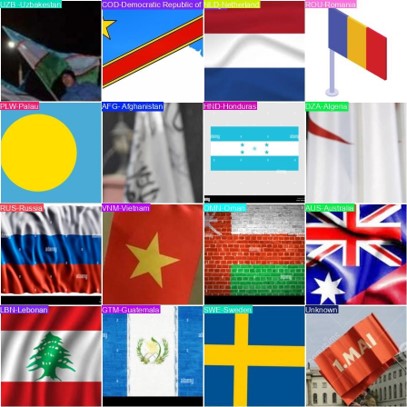 UZB -Uzbekestan
COD-Democratic Republic of
NLD-Netherland
ROU-Romania
PLW-Palau
AFG- Afghanistan
HND-Honduras
DZA-Algeria
RUS-Russia
VNM-Vietnam
OMN-Oman
AUS-Australia
LBN-Lebonan
GTM-Guatemala
SWE-Sweden
Unknown
1.MAI